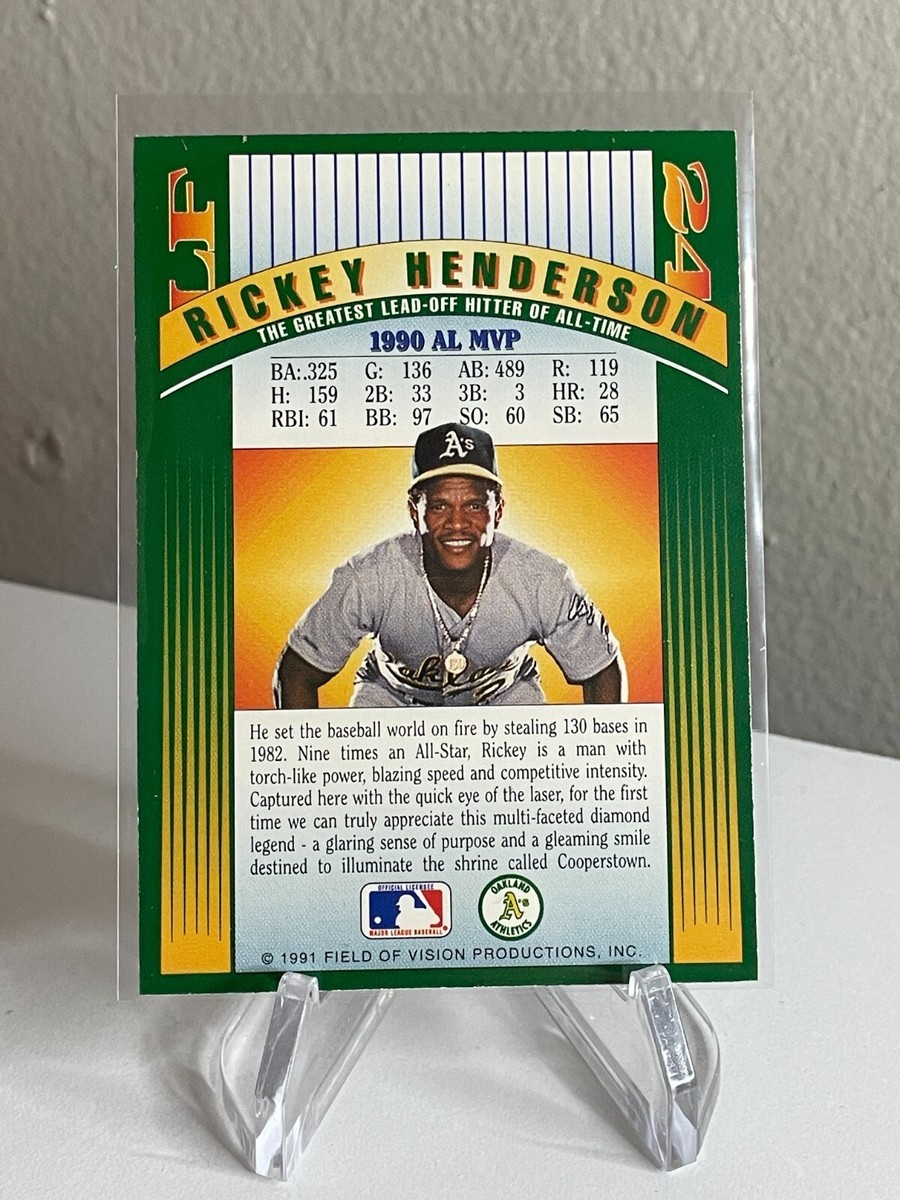 LF
24
RICKEY HENDERSON
THE GREATEST LEAD-OFF HITTER OF ALL-TIME
1990 AL MVP
BA:.325 G: 136 AB: 489 R: 119
H: 159 2B: 33 3B: 3 HR: 28
RBI: 61 BB: 97 SO: 60 SB: 65
A's
He set the baseball world on fire by stealing 130 bases in
1982. Nine times an All-Star, Rickey is a man with
torch-like power, blazing speed and competitive intensity.
Captured here with the quick eye of the laser, for the first
time we can truly appreciate this multi-faceted diamond
legend - a glaring sense of purpose and a gleaming smile
destined to illuminate the shrine called Cooperstown.
OFFICIAL LICENSEE
MAJOR LEAGUE BASEBALL®
OAKLAND
A's
ATHLETICS
© 1991 FIELD OF VISION PRODUCTIONS, INC.